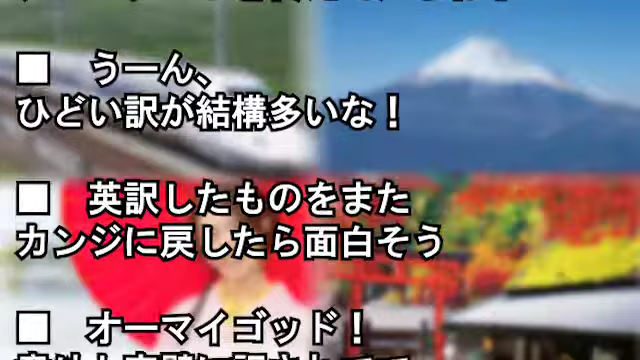 ■　うーん、
ひどい訳が結構多いな！
■　英訳したものをまた
カンジに戻したら面白そう
■　オーマイゴッド！